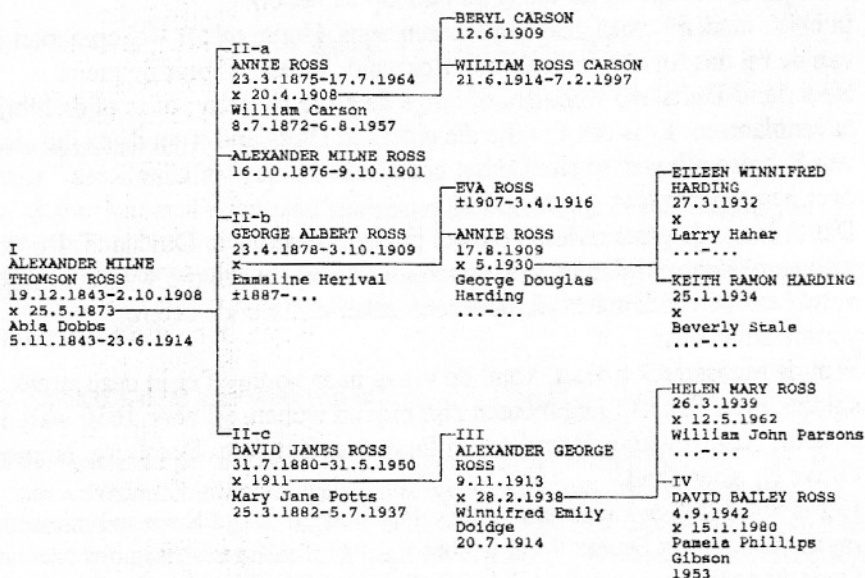 I
ALEXANDER MILNE
THOMSON ROSS
19.12.1843-2.10.1908
x 25.5.1873
Abia Dobbs
5.11.1843-23.6.1914
II-a
ANNIE ROSS
23.3.1875-17.7.1964
x 20.4.1908
William Carson
8.7.1872-6.8.1957
ALEXANDER MILNE ROSS
16.10.1876-9.10.1901
II-b
GEORGE ALBERT ROSS
23.4.1878-3.10.1909
x
Emmaline Herival
±1887-...
II-c
DAVID JAMES ROSS
31.7.1880-31.5.1950
x 1911
Mary Jane Potts
25.3.1882-5.7.1937
BERYL CARSON
12.6.1909
WILLIAM ROSS CARSON
21.6.1914-7.2.1997
EVA ROSS
±1907-3.4.1916
ANNIE ROSS
17.8.1909
x 5.1930
George Douglas
Harding
...-...
III
ALEXANDER GEORGE
ROSS
9.11.1913
x 28.2.1938
Winnifred Emily
Doidge
20.7.1914
EILEEN WINNIFRED
HARDING
27.3.1932
x
Larry Haher
...-...
KEITH RAMON HARDING
25.1.1934
x
Beverly Stale
...-...
HELEN MARY ROSS
26.3.1939
x 12.5.1962
William John Parsons
...-...
IV
DAVID BAILEY ROSS
4.9.1942
x 15.1.1980
Pamela Phillips
Gibson
1953